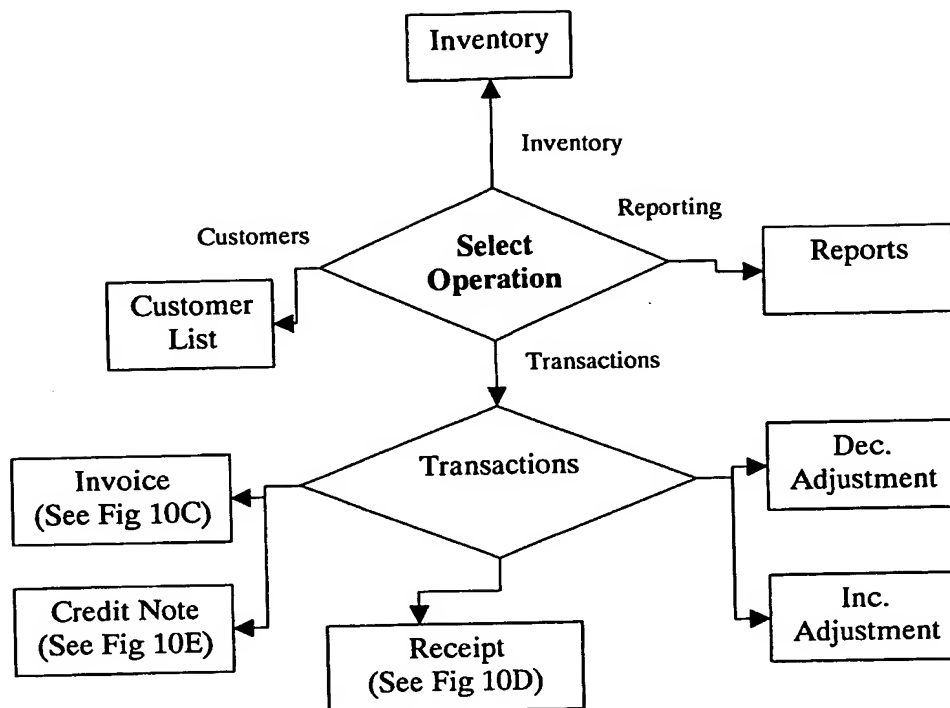 Inventory
Inventory
Reporting
Customers
Select
Operation
Reports
Customer
List
Transactions
Transactions
Dec.
Adjustment
Invoice
(See Fig 10C)
Credit Note
(See Fig 10E)
Receipt
(See Fig 10D)
Inc.
Adjustment